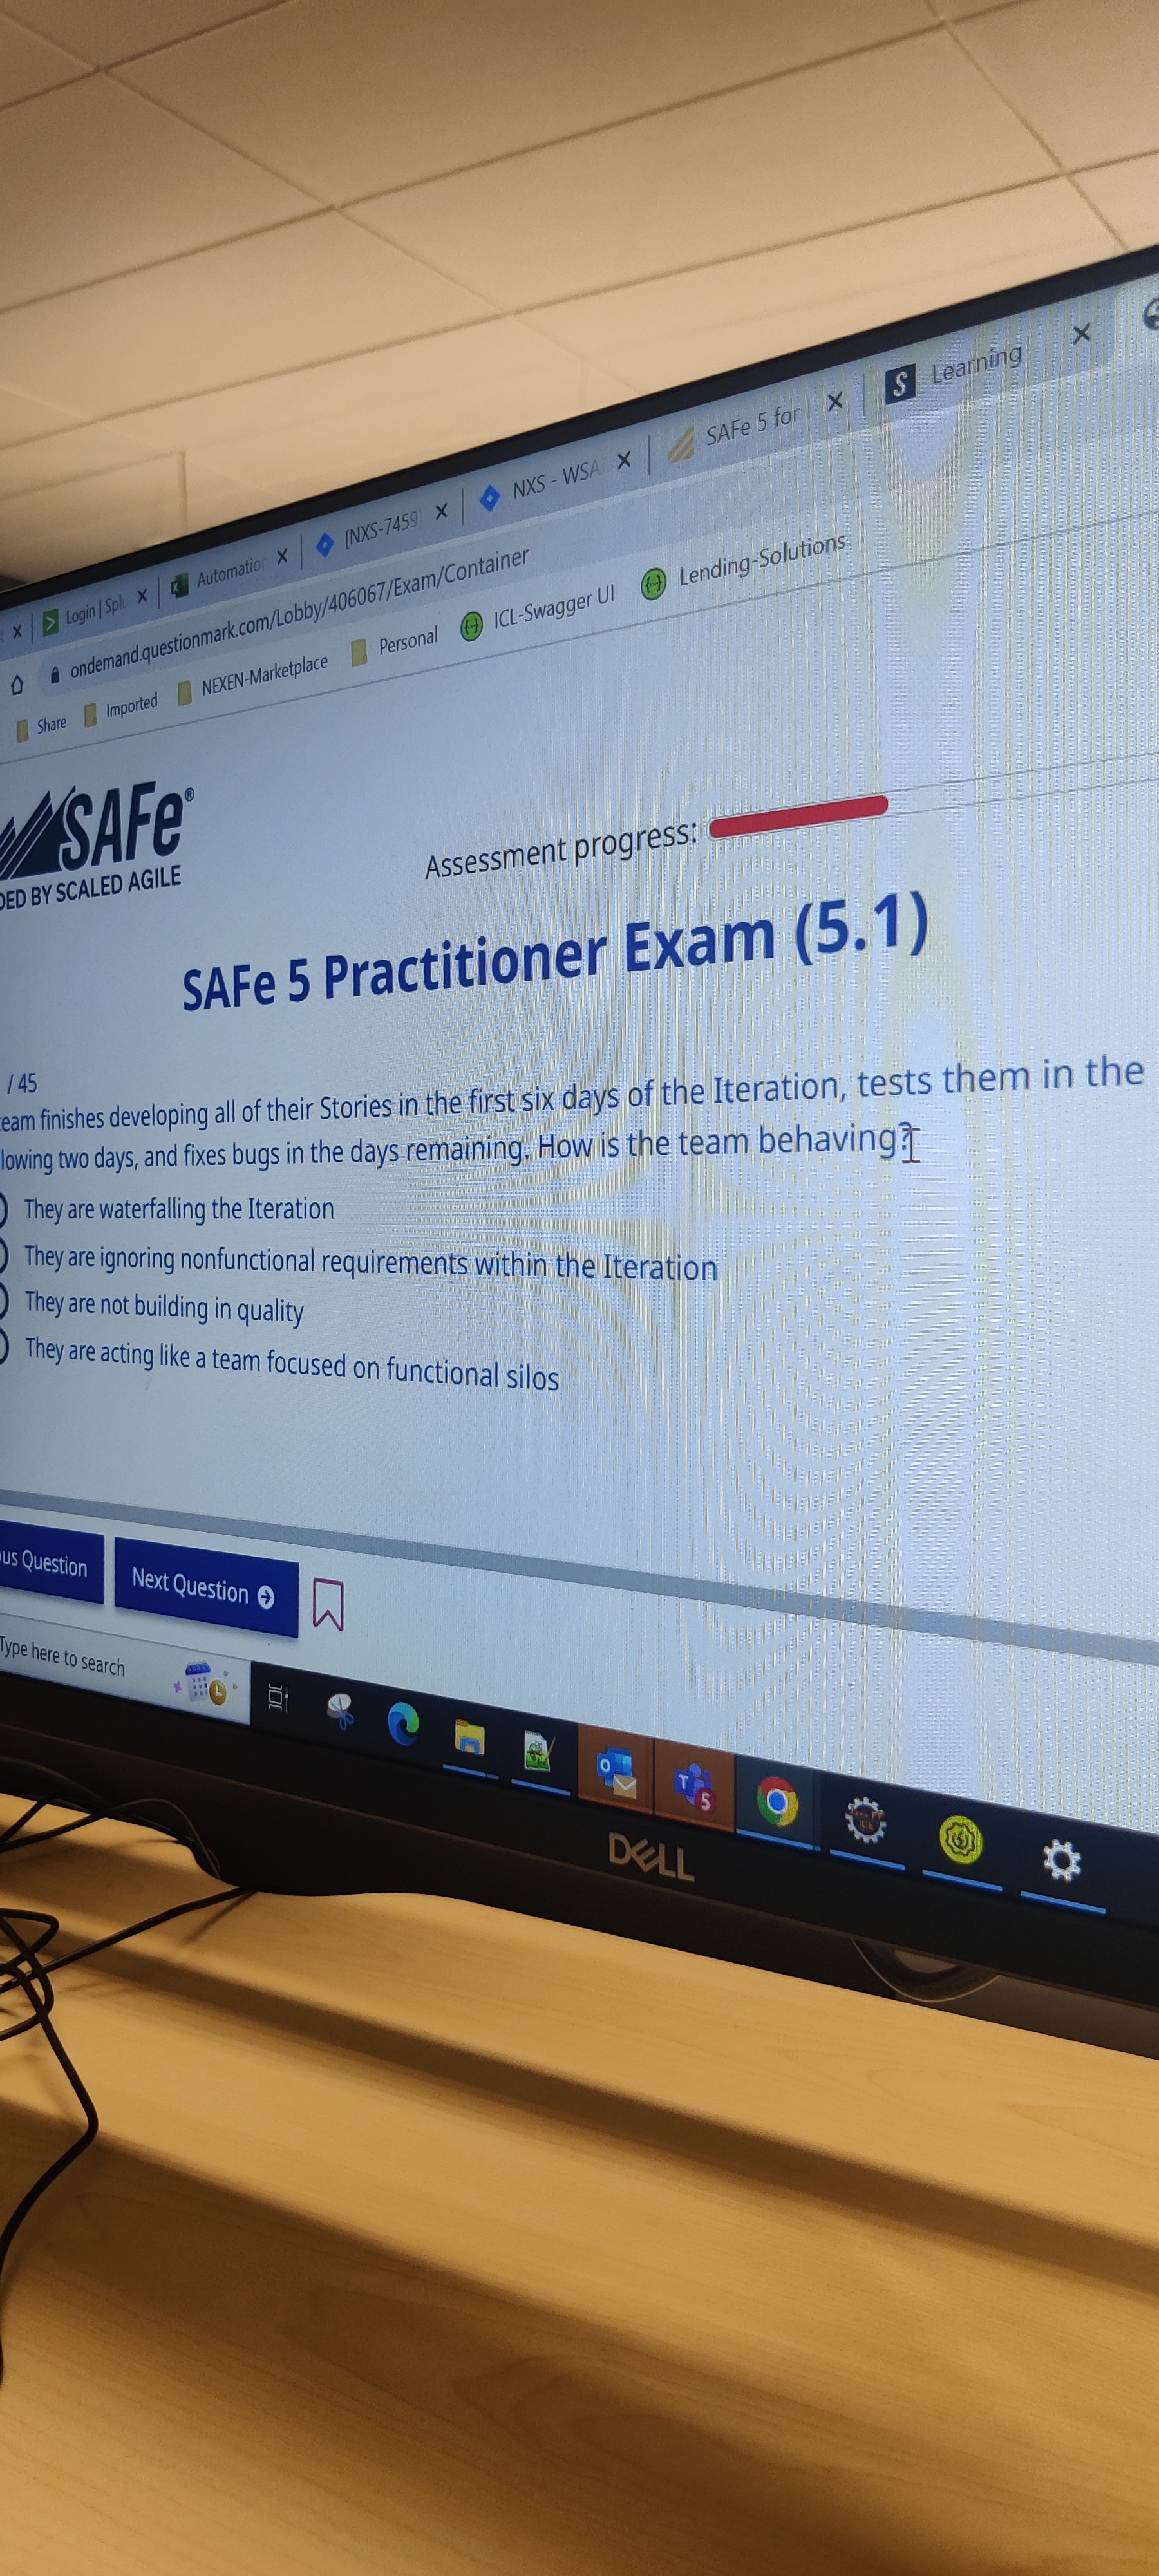 Login | Splu
Automatio
[NXS-7459]
NXS - WSA
SAFe 5 for
S Learning
ondemand.questionmark.com/Lobby/406067/Exam/Container
Share Imported NEXEN-Marketplace Personal ICL-Swagger UI Lending-Solutions
SAFe®
DED BY SCALED AGILE
Assessment progress:
SAFe 5 Practitioner Exam (5.1)
/ 45
eam finishes developing all of their Stories in the first six days of the Iteration, tests them in the
lowing two days, and fixes bugs in the days remaining. How is the team behaving?
They are waterfalling the Iteration
They are ignoring nonfunctional requirements within the Iteration
They are not building in quality
They are acting like a team focused on functional silos
ous Question
Next Question
Type here to search
5
DELL